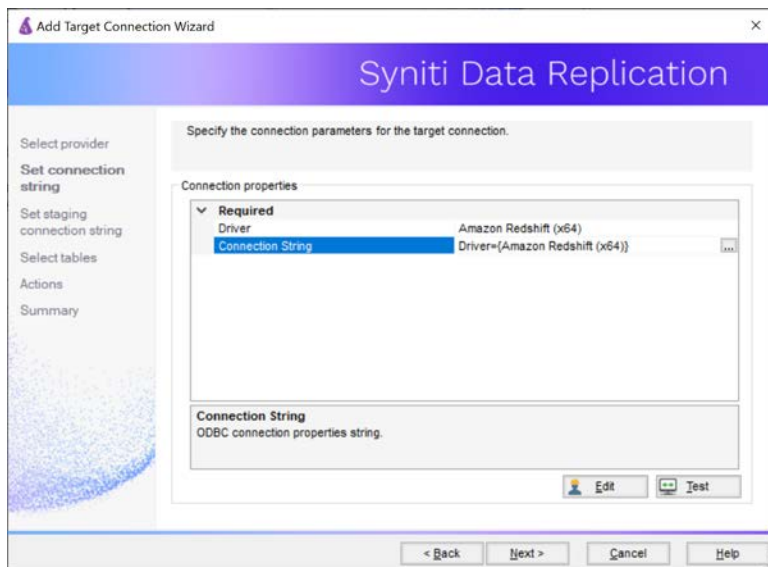 Add Target Connection Wizard
Syniti Data Replication
Select provider
Set connection
string
Set staging
connection string
Select tables
Actions
Summary
Specify the connection parameters for the target connection.
Connection properties
Required
Driver Amazon Redshift (x64)
Connection String Driver={Amazon Redshift (x64)} ...
Connection String
ODBC connection properties string.
Edit Test
< Back Next > Cancel Help